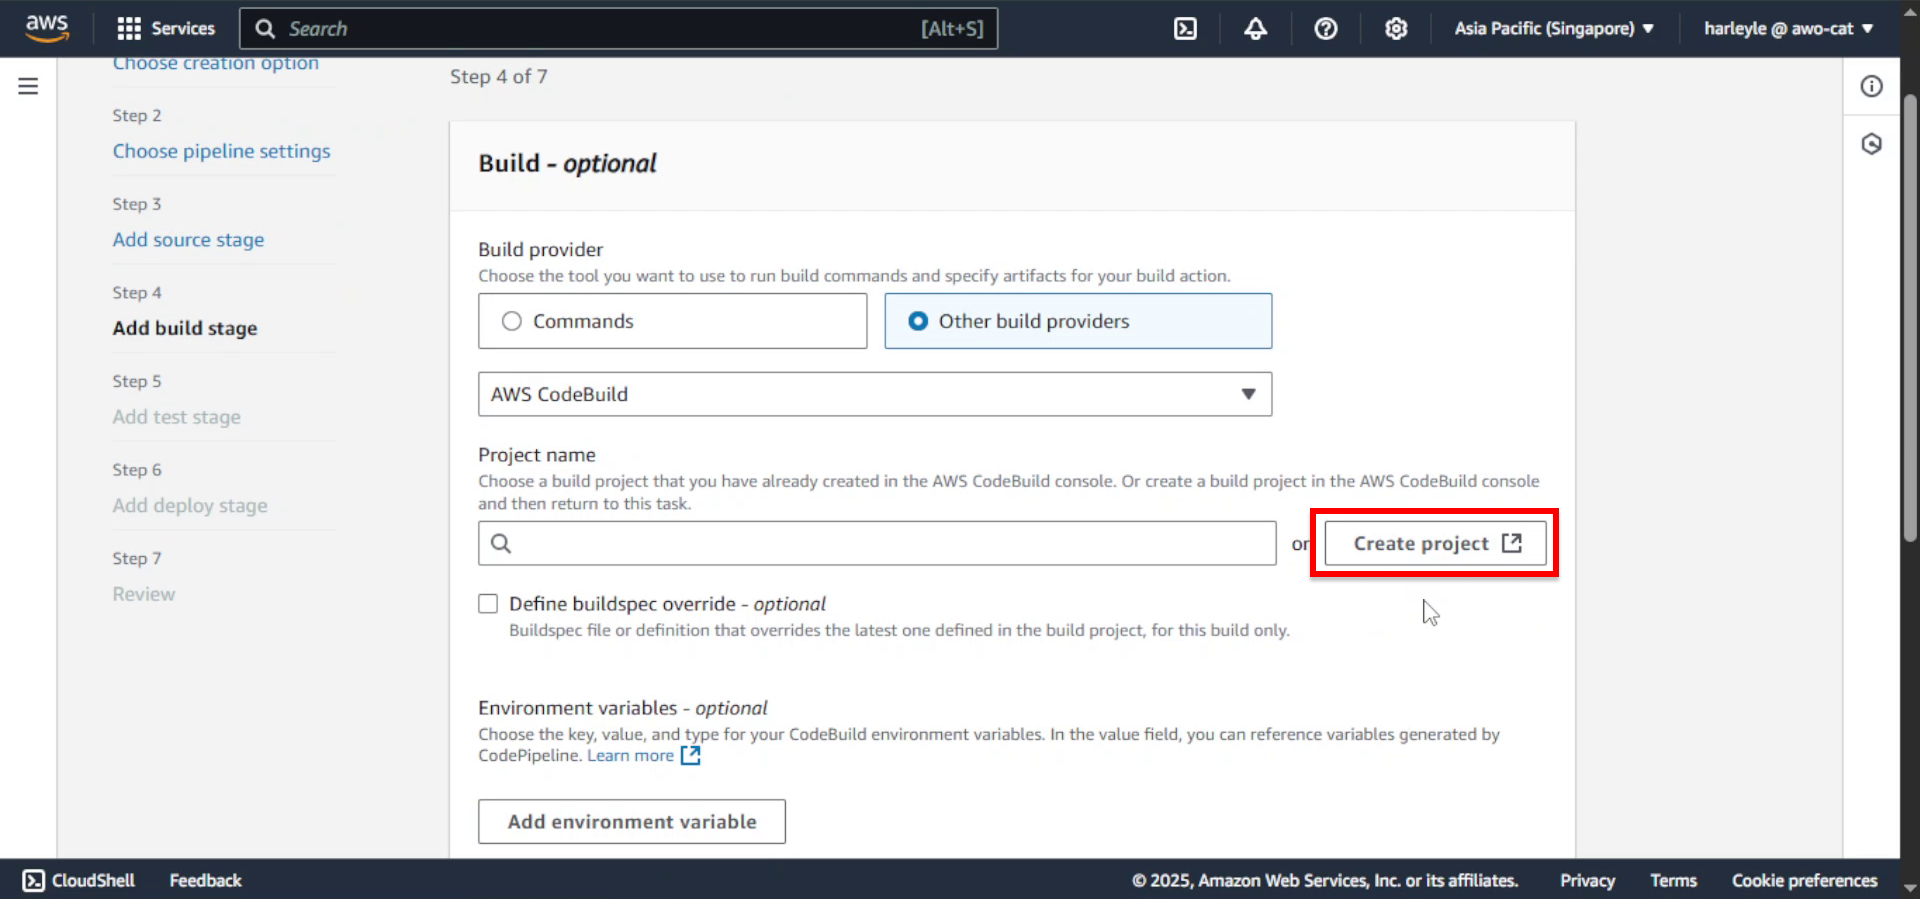 aws
Services
Search
[Alt+S]
Asia Pacific (Singapore)
harleyle @ awo-cat
Choose creation option
Step 2
Choose pipeline settings
Step 3
Add source stage
Step 4
Add build stage
Step 5
Add test stage
Step 6
Add deploy stage
Step 7
Review
Step 4 of 7
Build - optional
Build provider
Choose the tool you want to use to run build commands and specify artifacts for your build action.
Commands
Other build providers
AWS CodeBuild
Project name
Choose a build project that you have already created in the AWS CodeBuild console. Or create a build project in the AWS CodeBuild console
and then return to this task.
or
Create project
Define buildspec override - optional
Buildspec file or definition that overrides the latest one defined in the build project, for this build only.
Environment variables - optional
Choose the key, value, and type for your CodeBuild environment variables. In the value field, you can reference variables generated by
CodePipeline. Learn more
Add environment variable
CloudShell
Feedback
© 2025, Amazon Web Services, Inc. or its affiliates.
Privacy
Terms
Cookie preferences